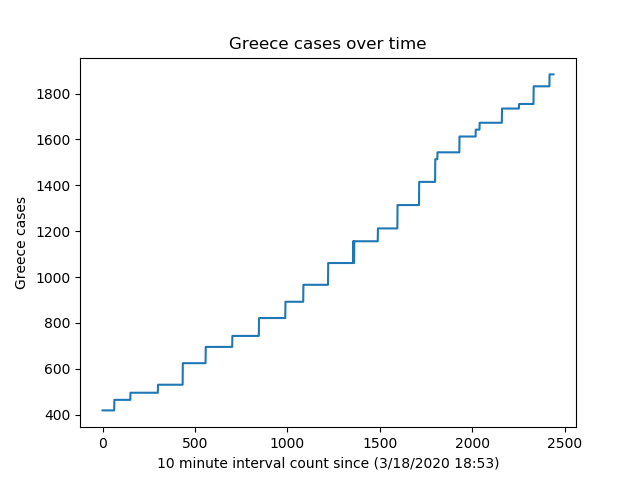 Greece cases over time
Greece cases
1800
1600
1400
1200
1000
800
600
400
0 500 1000 1500 2000 2500
10 minute interval count since (3/18/2020 18:53)